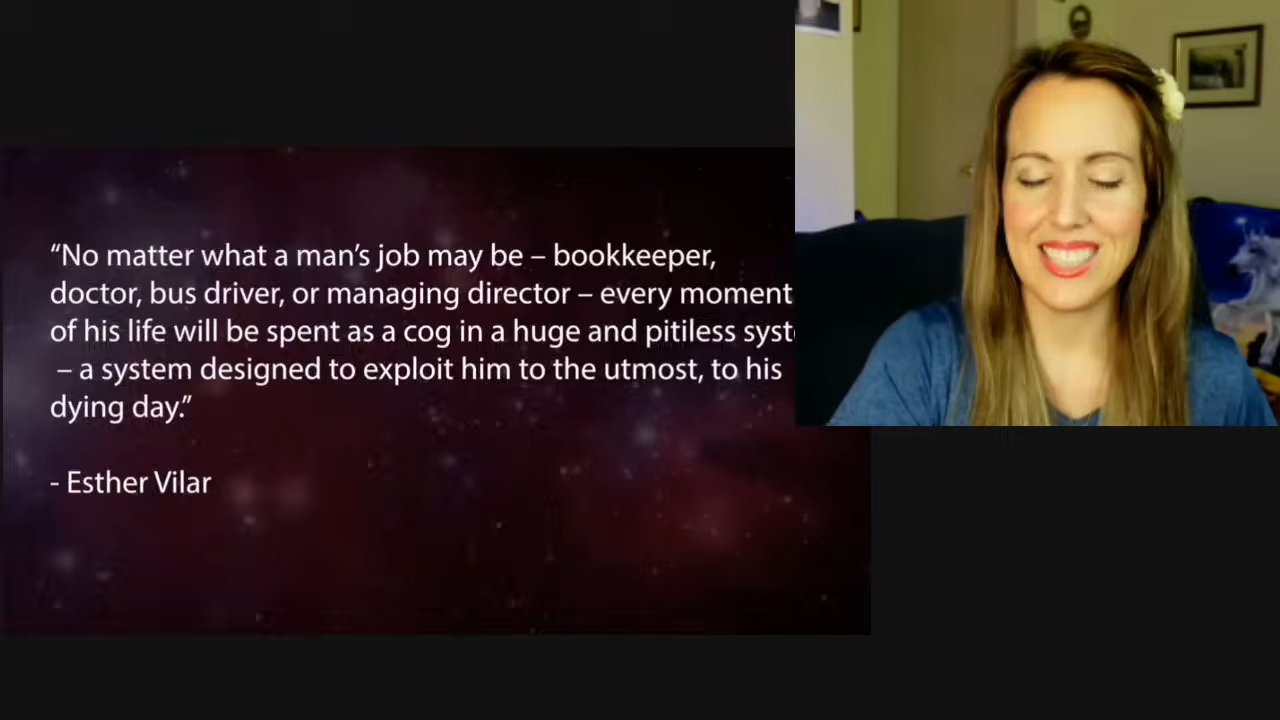 “No matter what a man’s job may be – bookkeeper,
doctor, bus driver, or managing director – every moment
of his life will be spent as a cog in a huge and pitiless
– a system designed to exploit him to the utmost, to his
dying day.”
- Esther Vilar